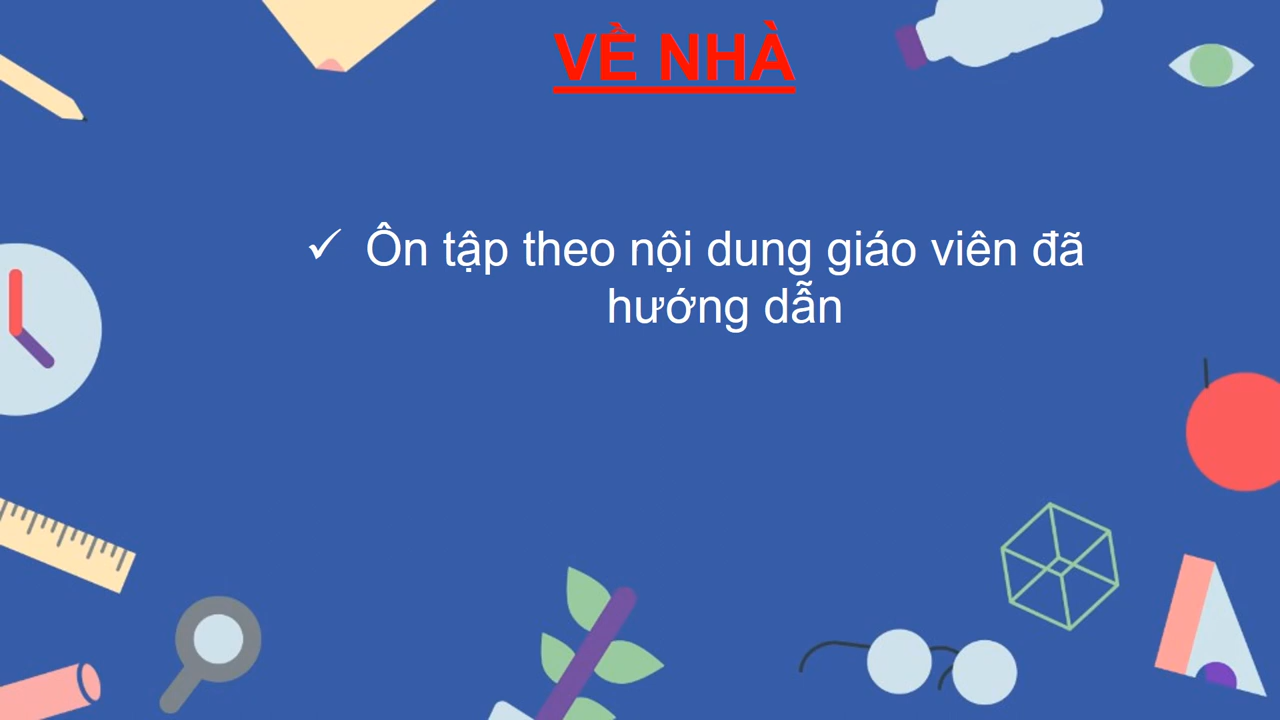 VỀ NHÀ
✓ Ôn tập theo nội dung giáo viên đã
hướng dẫn